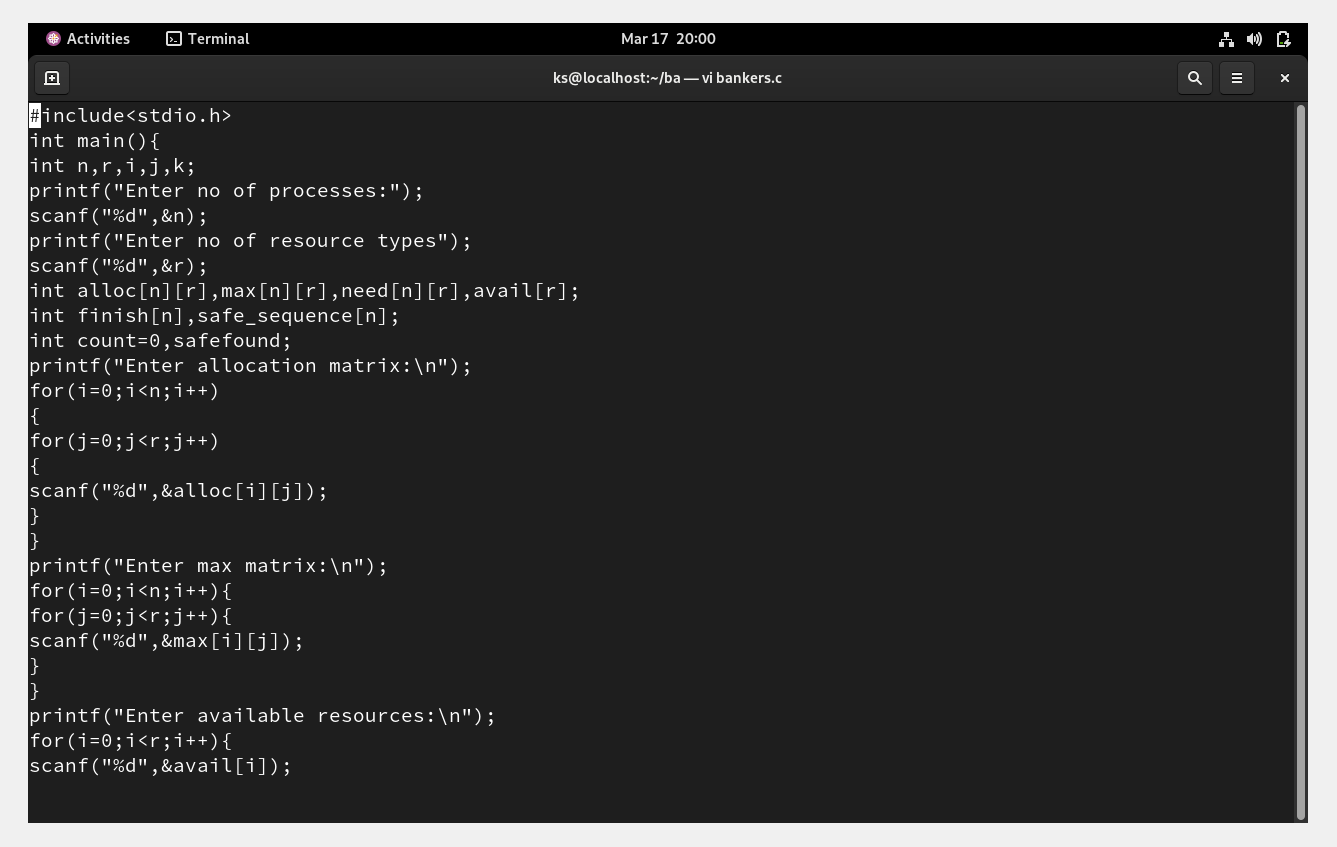 Activities Terminal Mar 17 20:00
ks@localhost:~/ba — vi bankers.c
#include<stdio.h>
int main(){
int n,r,i,j,k;
printf("Enter no of processes:");
scanf("%d",&n);
printf("Enter no of resource types");
scanf("%d",&r);
int alloc[n][r],max[n][r],need[n][r],avail[r];
int finish[n],safe_sequence[n];
int count=0,safefound;
printf("Enter allocation matrix:\n");
for(i=0;i<n;i++)
{
for(j=0;j<r;j++)
{
scanf("%d",&alloc[i][j]);
}
}
printf("Enter max matrix:\n");
for(i=0;i<n;i++){
for(j=0;j<r;j++){
scanf("%d",&max[i][j]);
}
}
printf("Enter available resources:\n");
for(i=0;i<r;i++){
scanf("%d",&avail[i]);